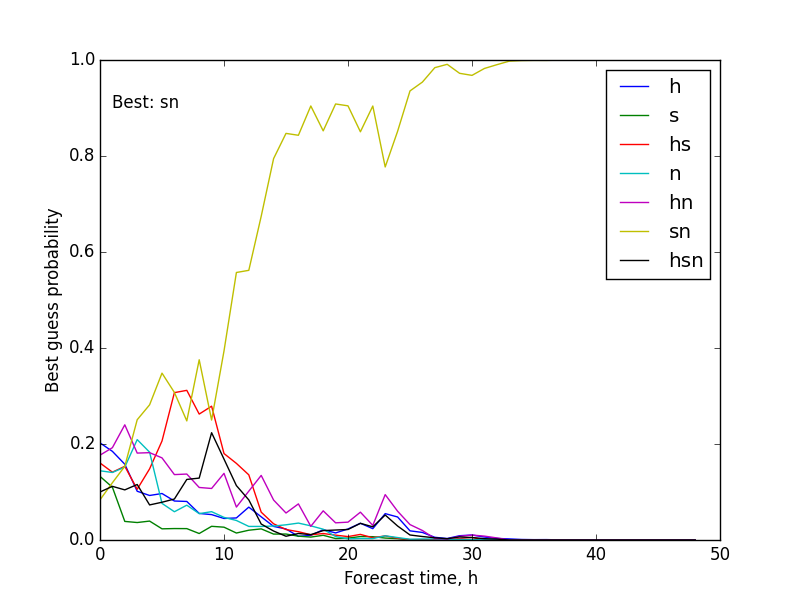 1.0
Best: sn
h
s
hs
n
hn
sn
hsn
0.8
0.6
0.4
0.2
0.0
0
10
20
30
40
50
Best guess probability
Forecast time, h